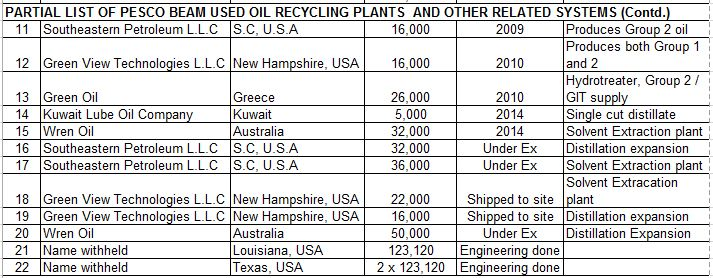 PARTIAL LIST OF PESCO BEAM USED OIL RECYCLING PLANTS AND OTHER RELATED SYSTEMS (Contd.)
11 Southeastern Petroleum L.L.C S.C, U.S.A 16,000 2009 Produces Group 2 oil
12 Green View Technologies L.L.C New Hampshire, USA 16,000 2010 Produces both Group 1
and 2
13 Green Oil Greece 26,000 2010 Hydrotreater, Group 2 /
GIT supply
14 Kuwait Lube Oil Company Kuwait 5,000 2014 Single cut distillate
15 Wren Oil Australia 32,000 2014 Solvent Extraction plant
16 Southeastern Petroleum L.L.C S.C, U.S.A 32,000 Under Ex Distillation expansion
17 Southeastern Petroleum L.L.C S.C, U.S.A 36,000 Under Ex Solvent Extraction plant
18 Green View Technologies L.L.C New Hampshire, USA 22,000 Shipped to site Solvent Extracation
plant
19 Green View Technologies L.L.C New Hampshire, USA 16,000 Shipped to site Distillation expansion
20 Wren Oil Australia 50,000 Under Ex Distillation Expansion
21 Name withheld Louisiana, USA 123,120 Engineering done
22 Name withheld Texas, USA 2 x 123,120 Engineering done